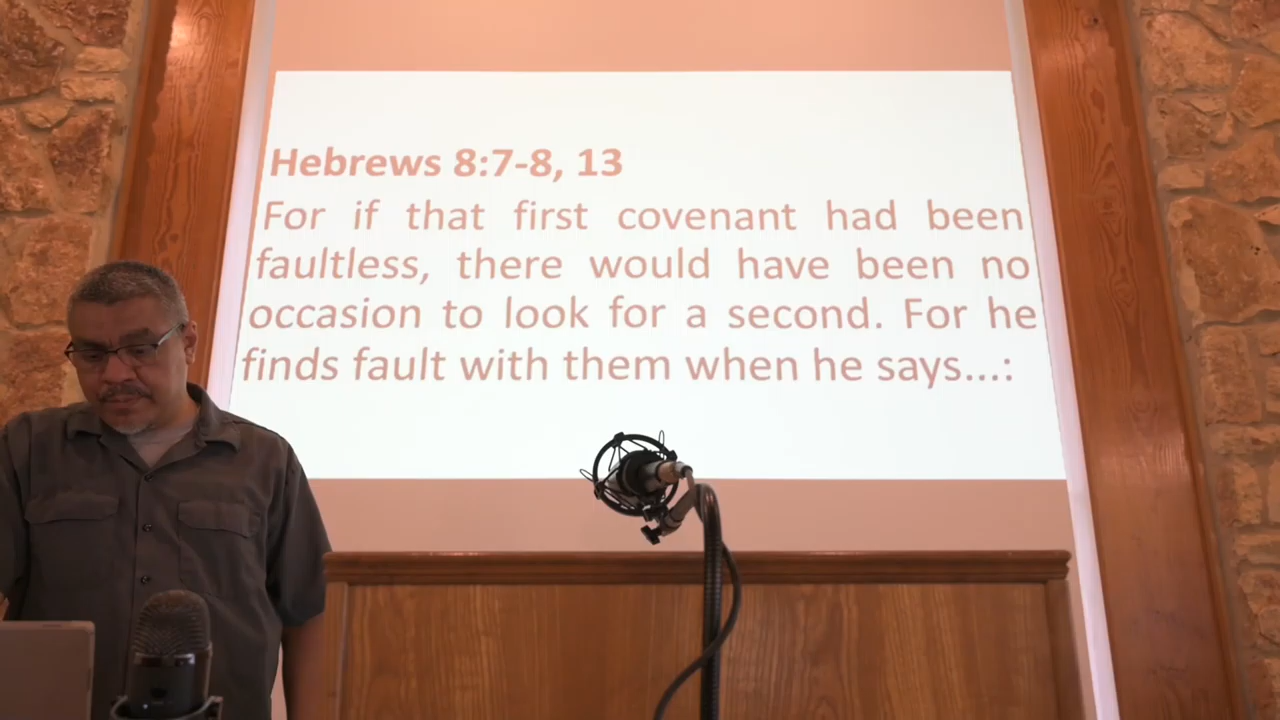 Hebrews 8:7-8, 13
For if that first covenant had been
faultless, there would have been no
occasion to look for a second. For he
finds fault with them when he says...: